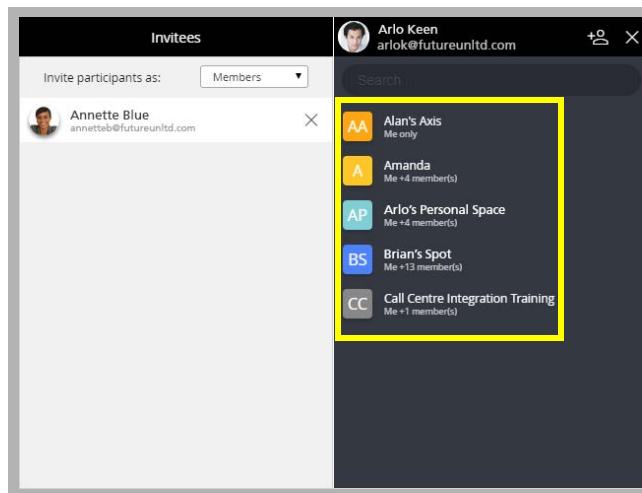 Invitees
Invite participants as: Members
Annette Blue
annetteb@futureunltd.com
Arlo Keen
arlok@futureunltd.com
Search...
AA Alan's Axis
Me only
A Amanda
Me +4 member(s)
AP Arlo's Personal Space
Me +4 member(s)
BS Brian's Spot
Me +13 member(s)
CC Call Centre Integration Training
Me +1 member(s)